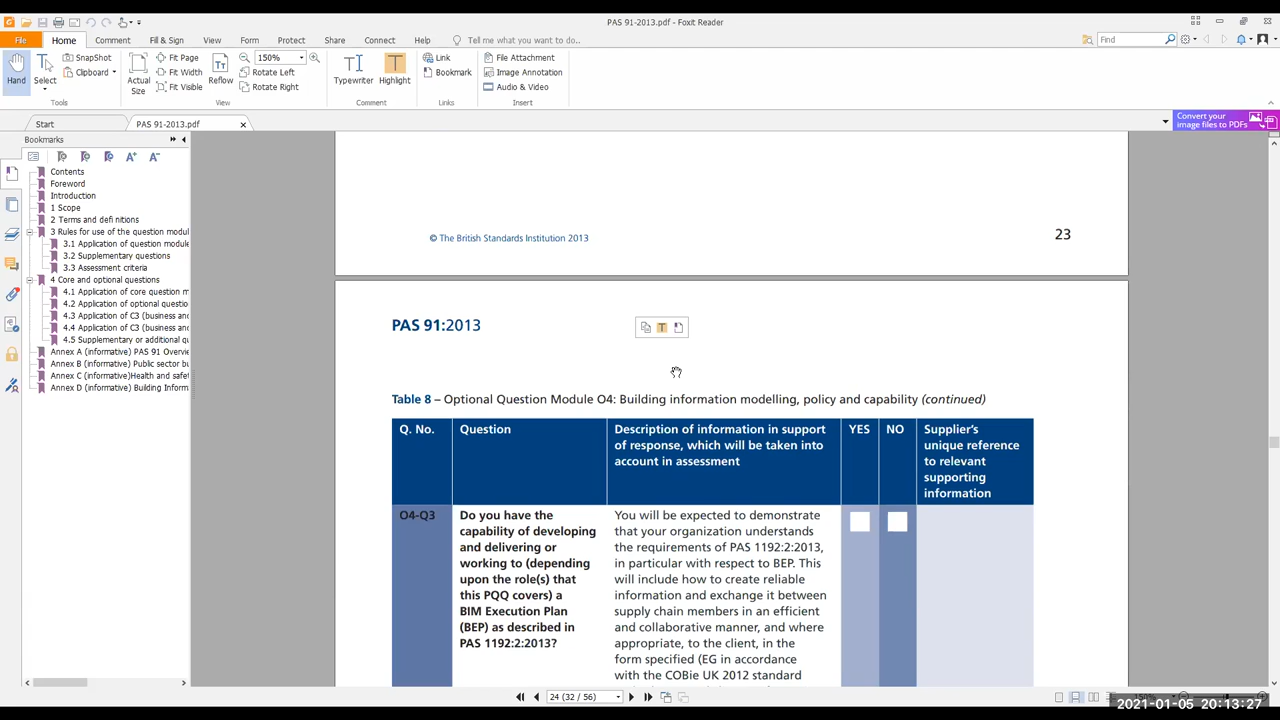 PAS 91-2013.pdf - Foxit Reader
File Home Comment Fill & Sign View Form Protect Share Connect Help Tell me what you want to do... Find
Hand
Select
SnapShot
Clipboard
Tools
Actual Size
Fit Page
Fit Width
Fit Visible
Reflow
150%
Rotate Left
Rotate Right
View
Typewriter
Highlight
Comment
Link
Bookmark
Links
File Attachment
Image Annotation
Audio & Video
Insert
Start
PAS 91-2013.pdf
Convert your
image files to PDFs
Bookmarks
Contents
Foreword
Introduction
1 Scope
2 Terms and defi nitions
3 Rules for use of the question modul
3.1 Application of question module
3.2 Supplementary questions
3.3 Assessment criteria
4 Core and optional questions
4.1 Application of core question m
4.2 Application of optional questio
4.3 Application of C3 (business and
4.4 Application of C3 (business and
4.5 Supplementary or additional qu
Annex A (informative) PAS 91 Overvie
Annex B (informative) Public sector bu
Annex C (informative)Health and safet
Annex D (informative) Building Inform
© The British Standards Institution 2013
23
PAS 91:2013
Table 8 – Optional Question Module O4: Building information modelling, policy and capability (continued)
Q. No.
Question
Description of information in support
of response, which will be taken into
account in assessment
YES
NO
Supplier's
unique reference
to relevant
supporting
information
O4-Q3
Do you have the
capability of developing
and delivering or
working to (depending
upon the role(s) that
this PQQ covers) a
BIM Execution Plan
(BEP) as described in
PAS 1192:2:2013?
You will be expected to demonstrate
that your organization understands
the requirements of PAS 1192:2:2013,
in particular with respect to BEP. This
will include how to create reliable
information and exchange it between
supply chain members in an efficient
and collaborative manner, and where
appropriate, to the client, in the
form specified (EG in accordance
with the COBie UK 2012 standard
24 (32 / 56)
2021-01-05 20:13:27